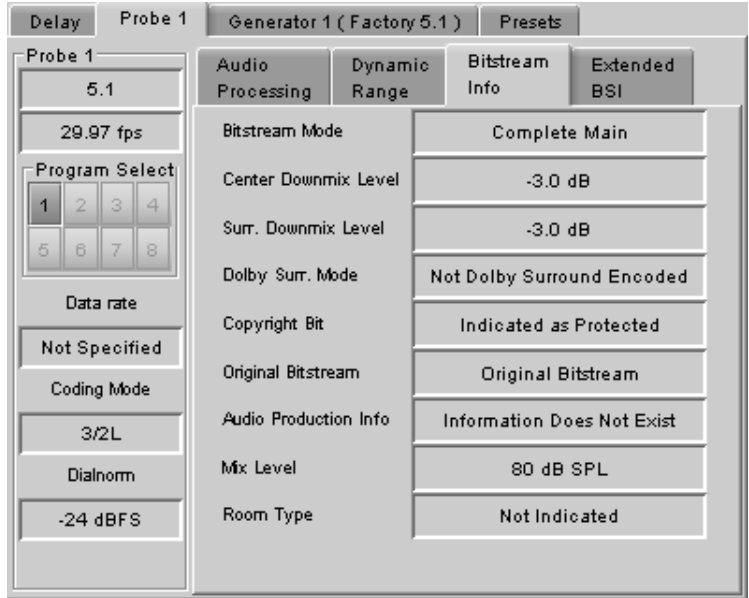 Delay
Probe 1
Generator 1 ( Factory 5.1 )
Presets
Probe 1
5.1
29.97 fps
Program Select
1 2 3 4
5 6 7 8
Data rate
Not Specified
Coding Mode
3/2L
Dialnorm
-24 dBFS
Audio
Processing
Dynamic
Range
Bitstream
Info
Extended
BSI
Bitstream Mode
Complete Main
Center Downmix Level
-3.0 dB
Surr. Downmix Level
-3.0 dB
Dolby Surr. Mode
Not Dolby Surround Encoded
Copyright Bit
Indicated as Protected
Original Bitstream
Original Bitstream
Audio Production Info
Information Does Not Exist
Mix Level
80 dB SPL
Room Type
Not Indicated